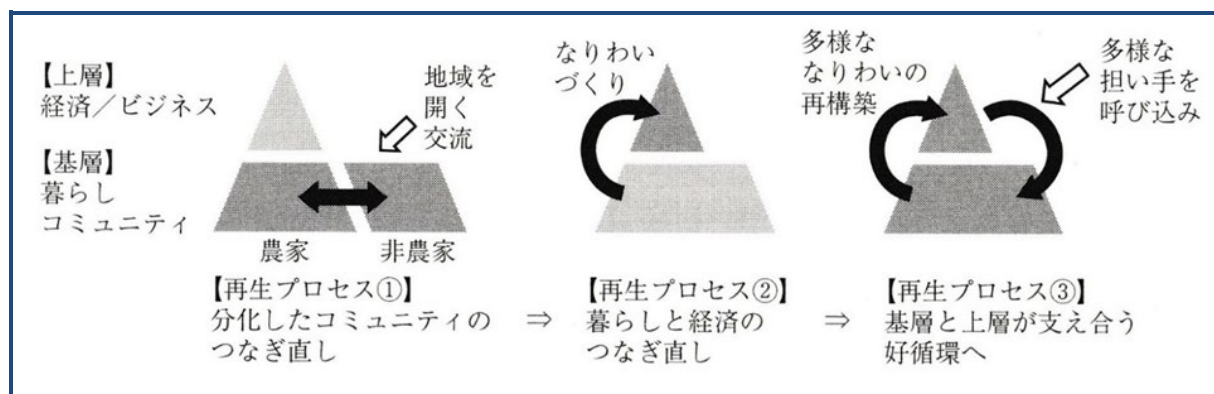 【上層】
経済／ビジネス
【基層】
暮らし
コミュニティ
地域を
開く
交流
農家
非農家
【再生プロセス①】
分化したコミュニティの
つなぎ直し
⇒
なりわい
づくり
【再生プロセス②】
暮らしと経済の
つなぎ直し
⇒
多様な
なりわいの
再構築
多様な
担い手を
呼び込み
【再生プロセス③】
基層と上層が支え合う
好循環へ